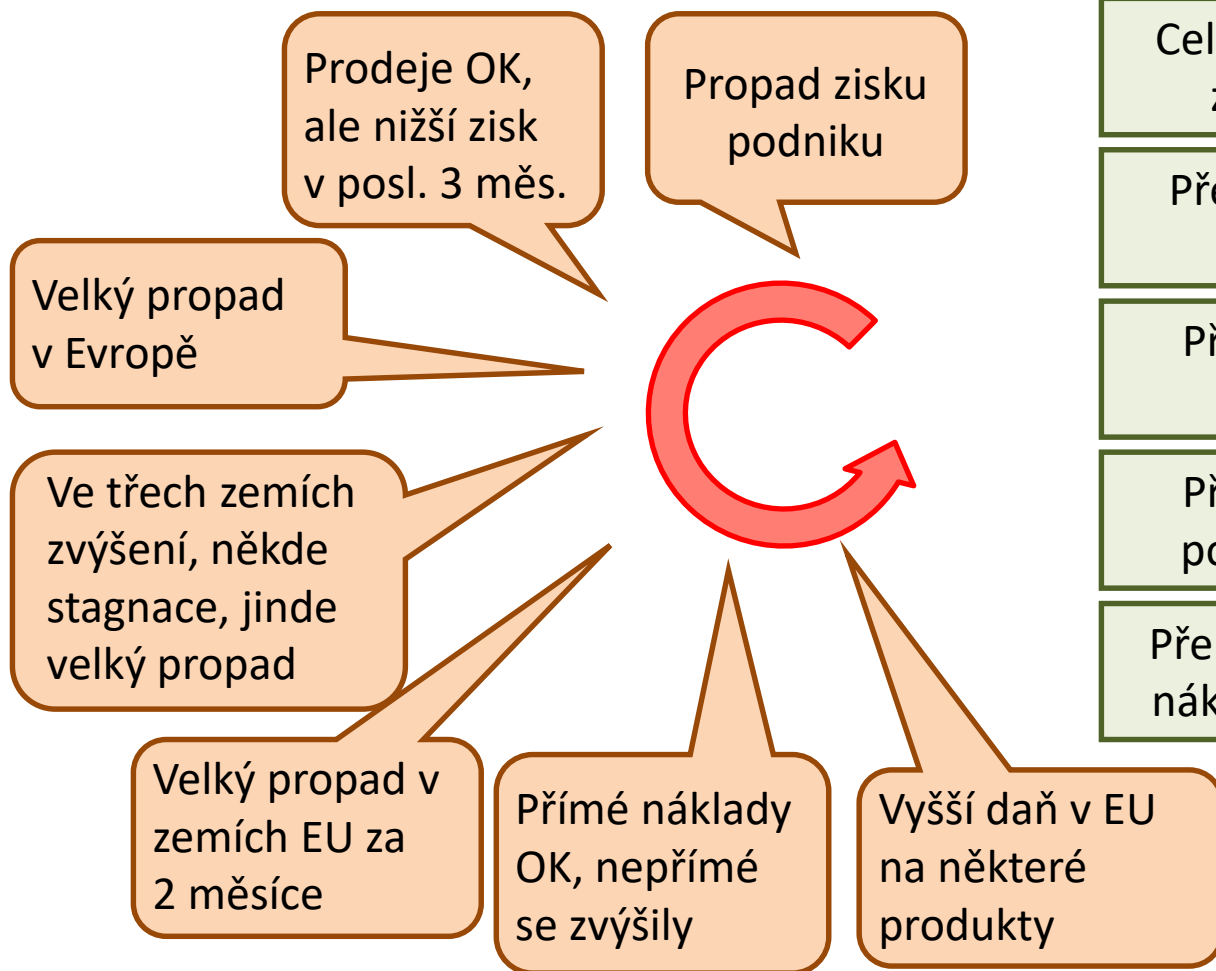 Prodeje OK,
ale nižší zisk
v posl. 3 měs.
Propad zisku
podniku
Velký propad
v Evropě
Ve třech zemích
zvýšení, někde
stagnace, jinde
velký propad
Velký propad v
zemích EU za
2 měsíce
Přímé náklady
OK, nepřímé
se zvýšily
Vyšší daň v EU
na některé
produkty